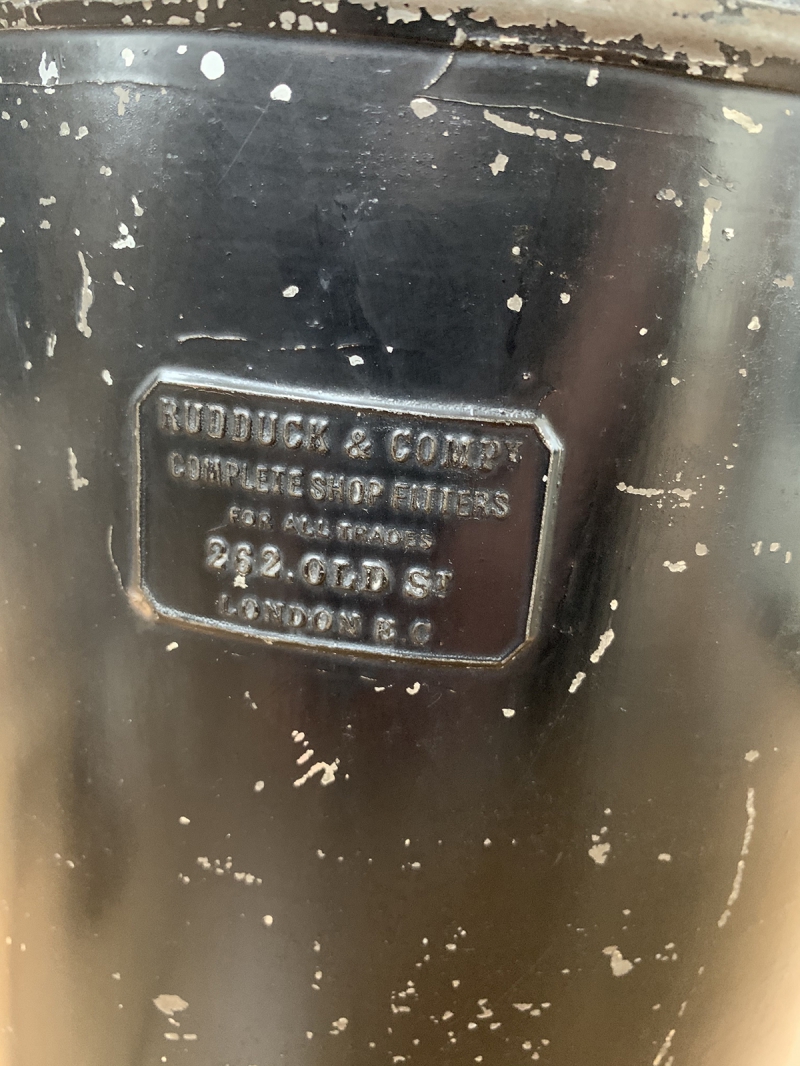 RUDDUCK & COMPY
COMPLETE SHOP FITTERS
FOR ALL TRADES
262. OLD ST
LONDON E.C